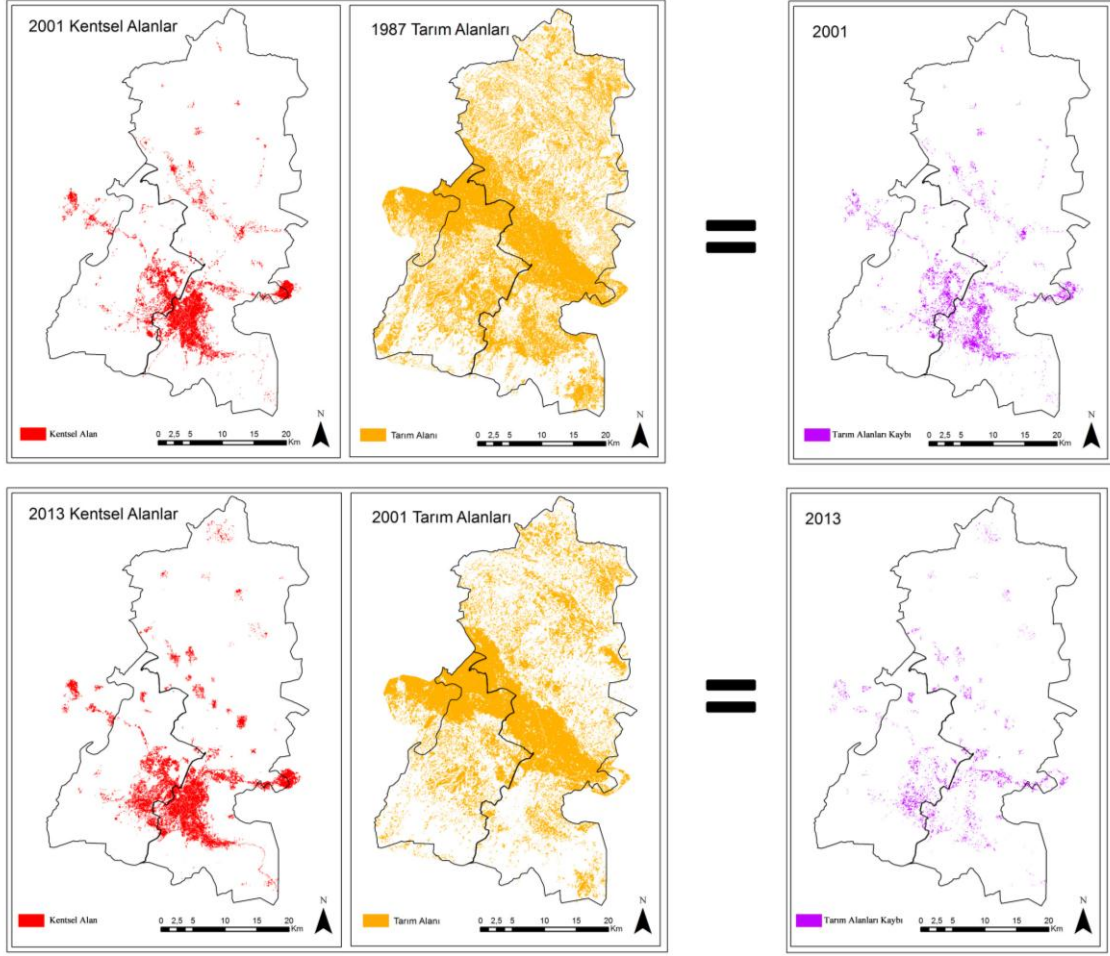 2001 Kentsel Alanlar
N
Kentsel Alan
0 2,5 5 10 15 20
Km
1987 Tarım Alanları
N
Tarım Alanı
0 2,5 5 10 15 20
Km
=
2001
N
Tarım Alanları Kaybı
0 2,5 5 10 15 20
Km
2013 Kentsel Alanlar
N
Kentsel Alan
0 2,5 5 10 15 20
Km
2001 Tarım Alanları
N
Tarım Alanı
0 2,5 5 10 15 20
Km
=
2013
N
Tarım Alanları Kaybı
0 2,5 5 10 15 20
Km